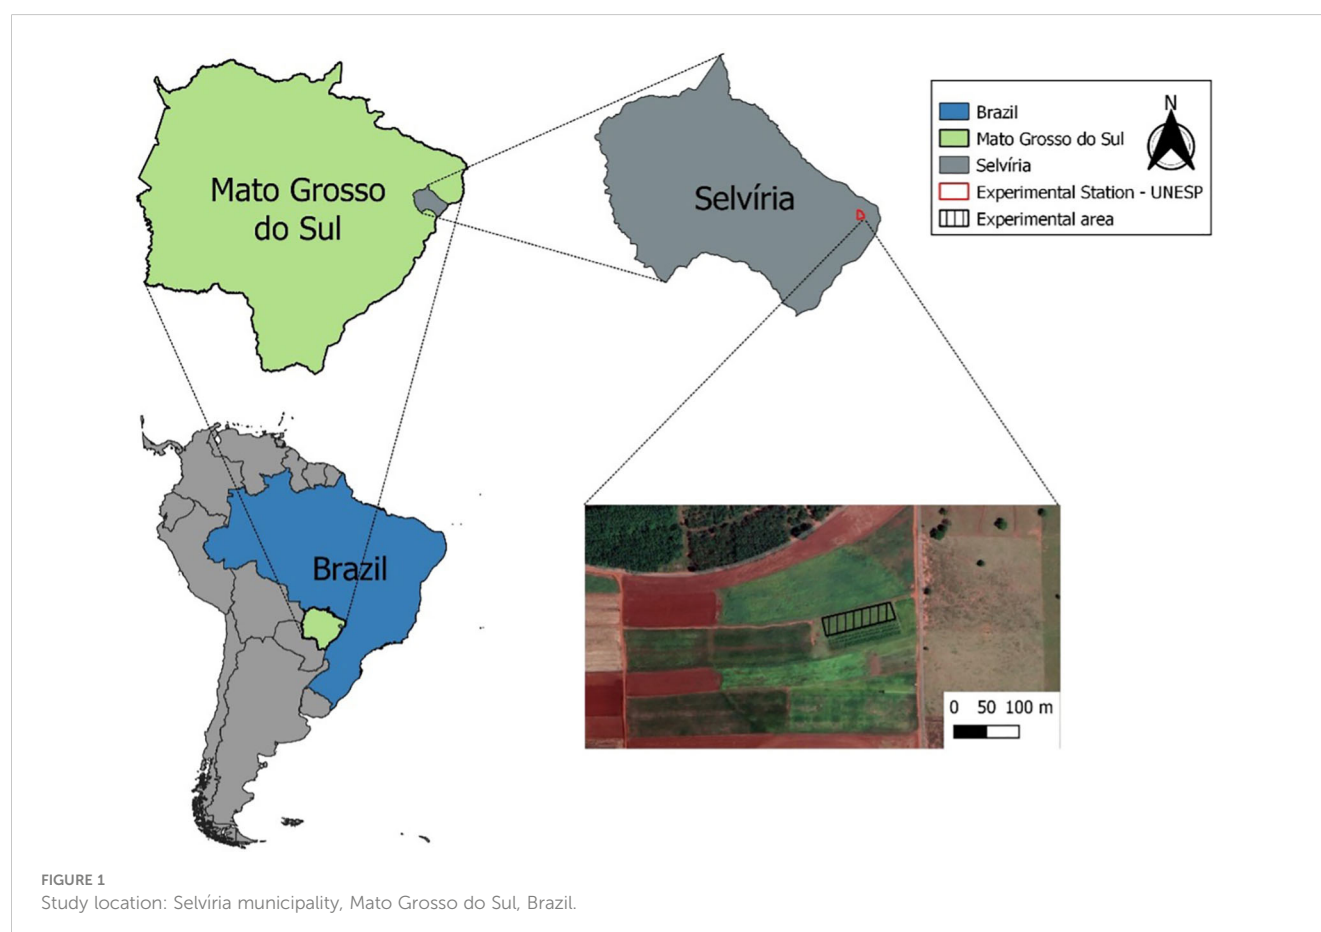 Mato Grosso
do Sul
Selvíria
N
Brazil
Mato Grosso do Sul
Selvíria
Experimental Station - UNESP
Experimental area
Brazil
0 50 100 m
FIGURE 1
Study location: Selvíria municipality, Mato Grosso do Sul, Brazil.